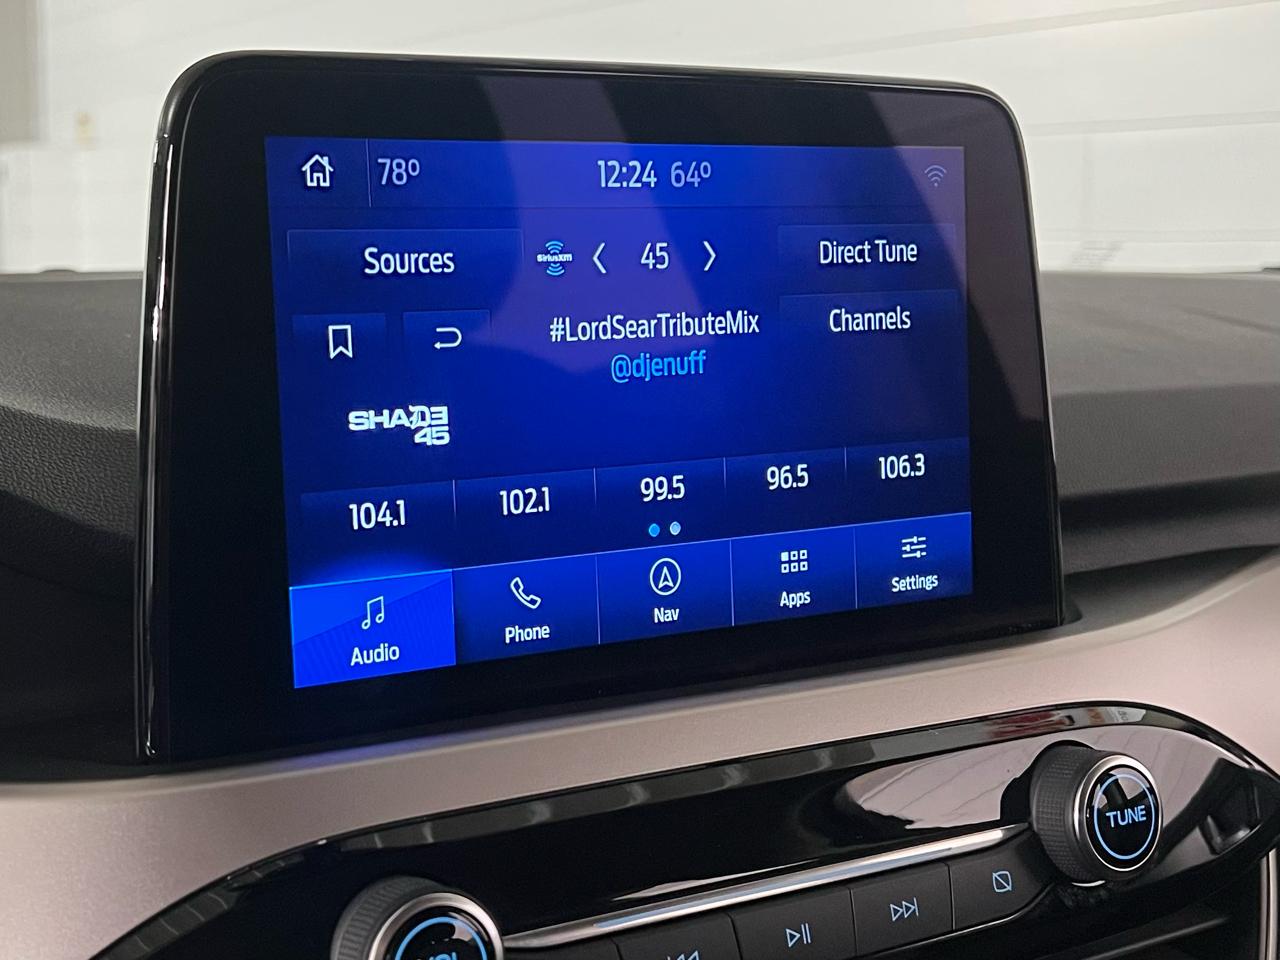 78°
12:24 64°
Sources
SiriusXM
45
Direct Tune
#LordSearTributeMix
Channels
@djenuff
SHADE
45
104.1
102.1
99.5
96.5
106.3
Audio
Phone
Nav
Apps
Settings
TUNE
VOL